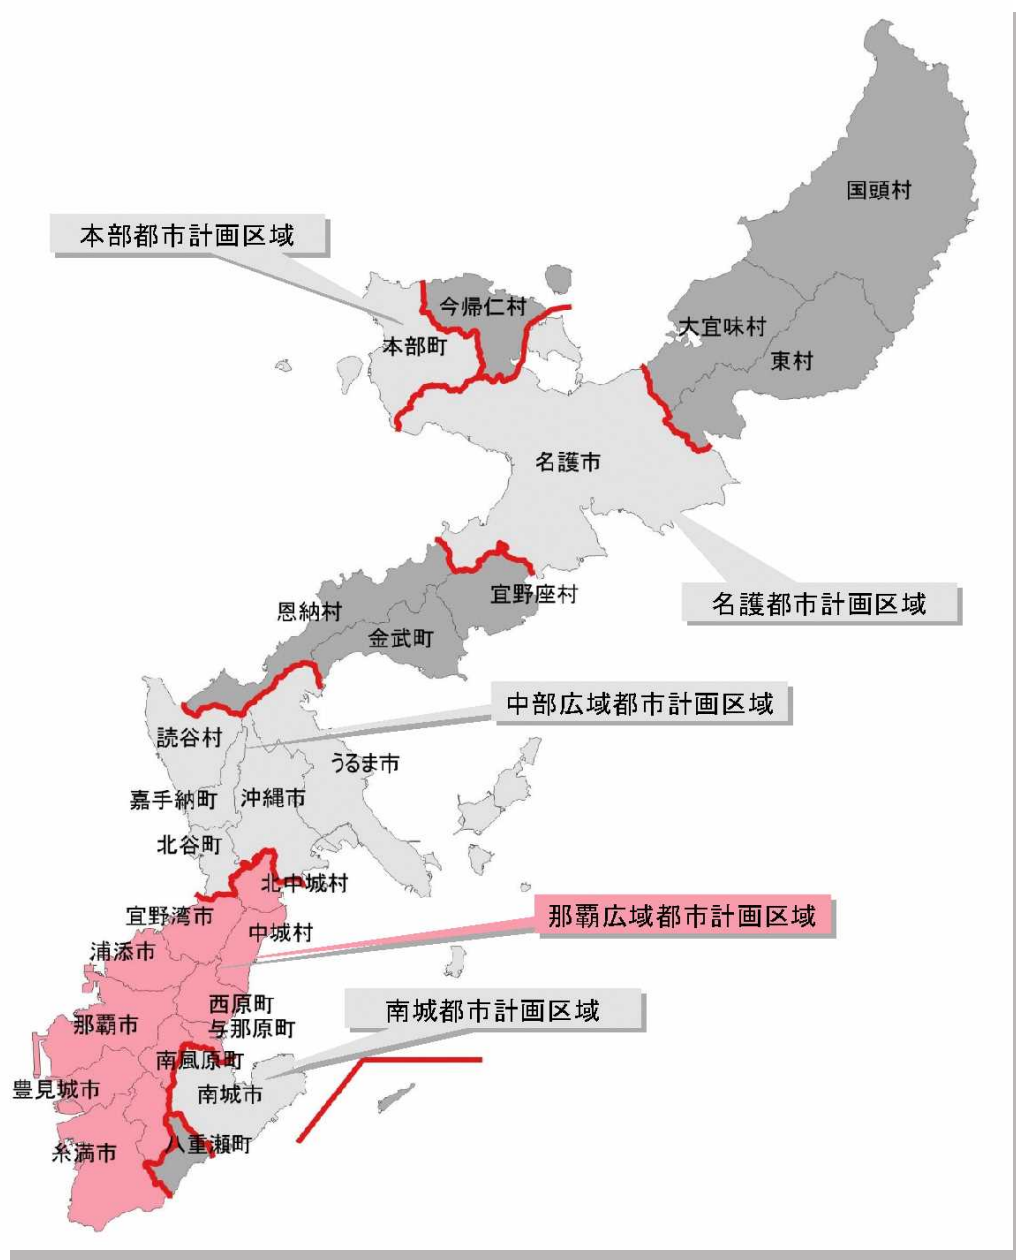 国頭村
本部都市計画区域
今帰仁村
大宜味村
本部町
東村
名護市
宜野座村
名護都市計画区域
恩納村
金武町
中部広域都市計画区域
読谷村
うるま市
嘉手納町
沖縄市
北谷町
北中城村
宜野湾市
那覇広域都市計画区域
中城村
浦添市
西原町
南城都市計画区域
那覇市
与那原町
南風原町
豊見城市
南城市
八重瀬町
糸満市